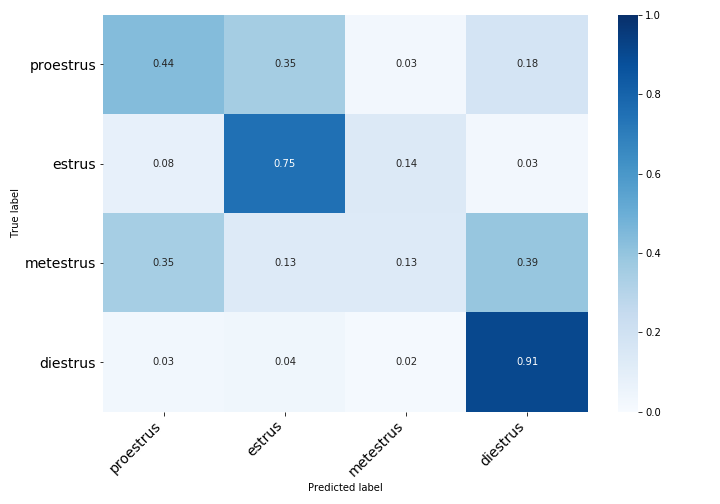 1.0
proestrus 0.44 0.35 0.03 0.18
0.8
estrus 0.08 0.75 0.14 0.03
0.6
True label
0.4
metestrus 0.35 0.13 0.13 0.39
0.2
diestrus 0.03 0.04 0.02 0.91
0.0
proestrus estrus metestrus diestrus
Predicted label